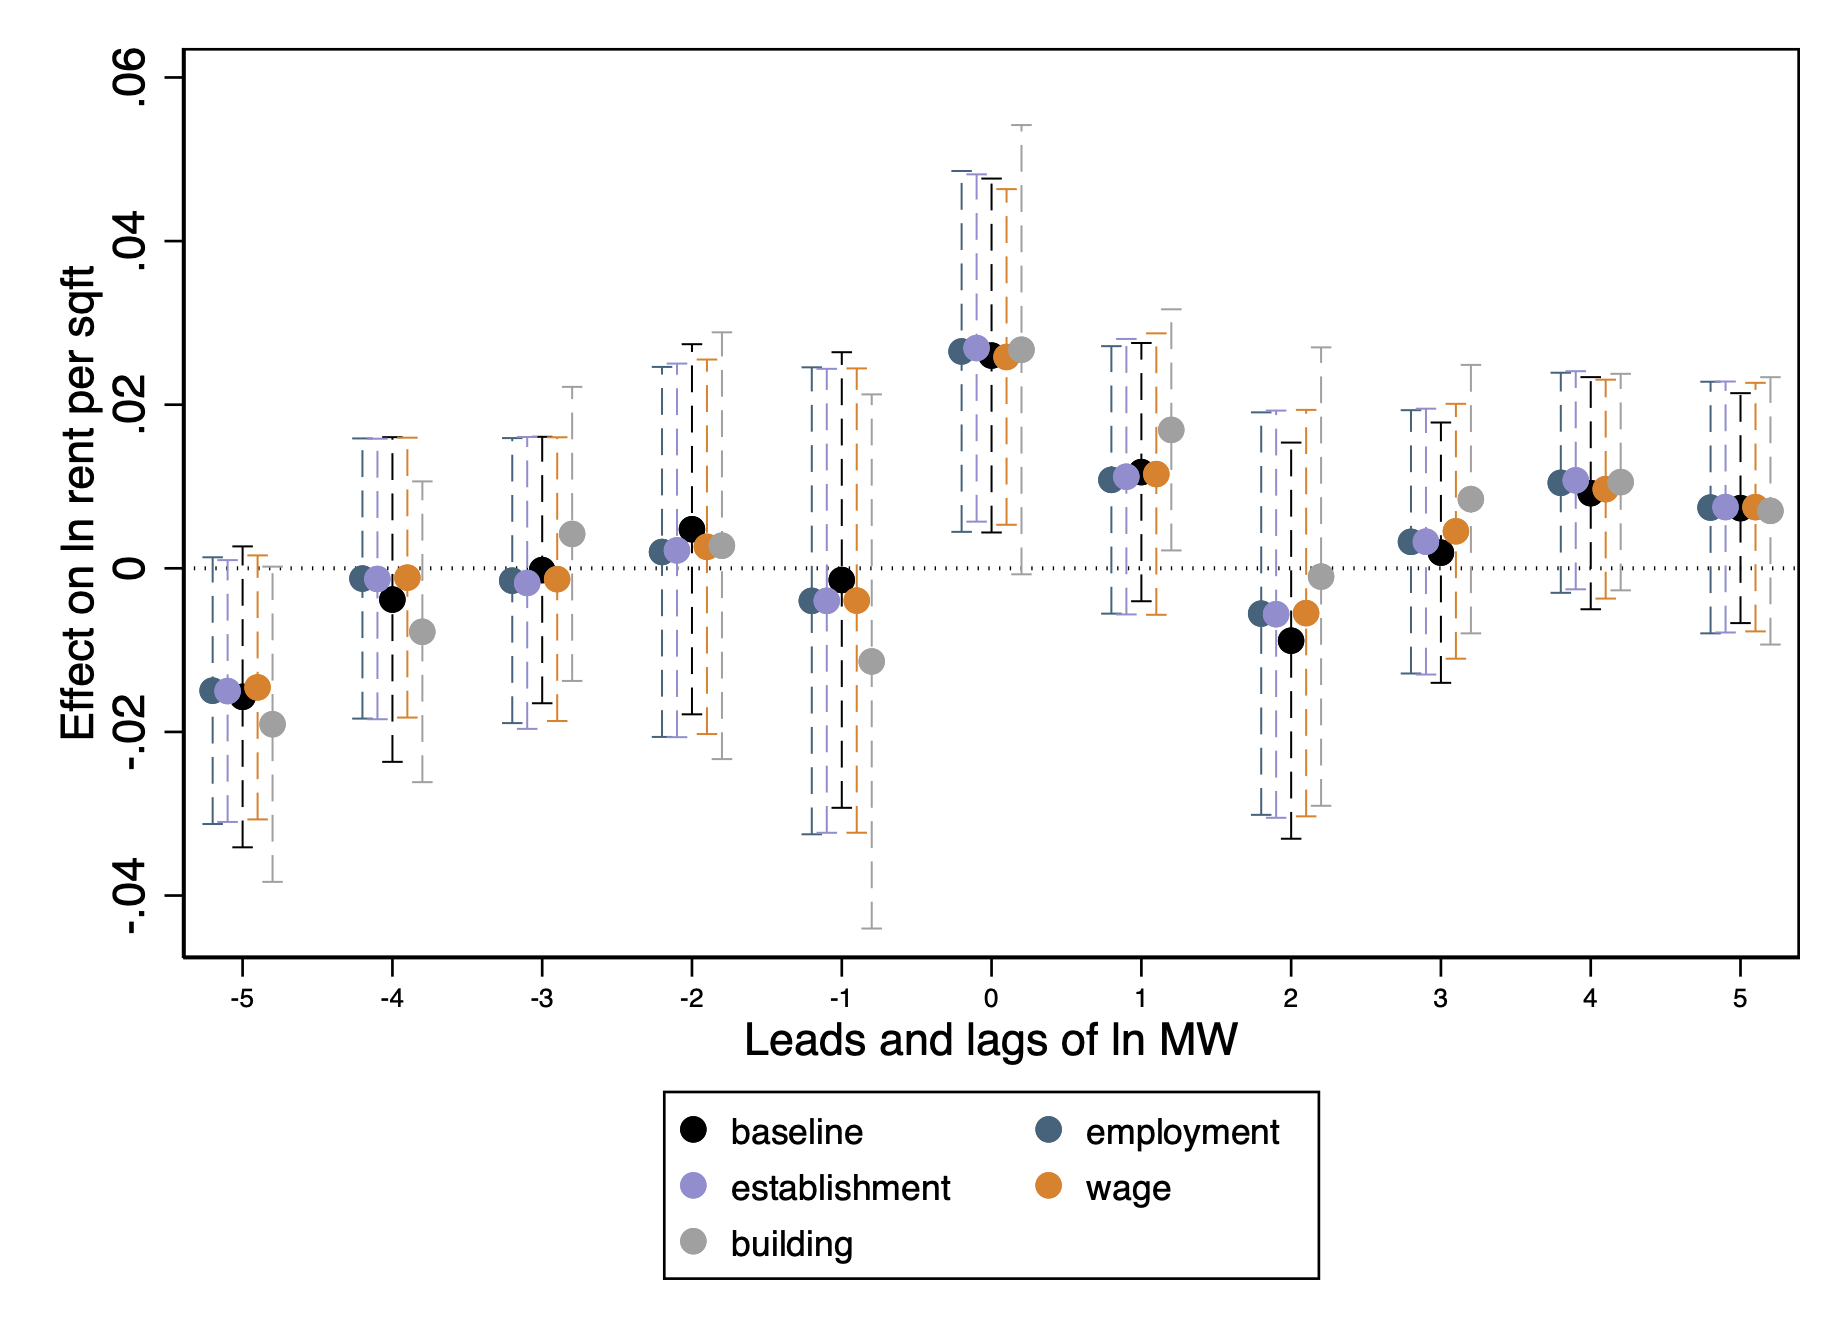 .06
.04
.02
0
-.02
-.04
Effect on ln rent per sqft
-5 -4 -3 -2 -1 0 1 2 3 4 5
Leads and lags of ln MW
baseline employment
establishment wage
building